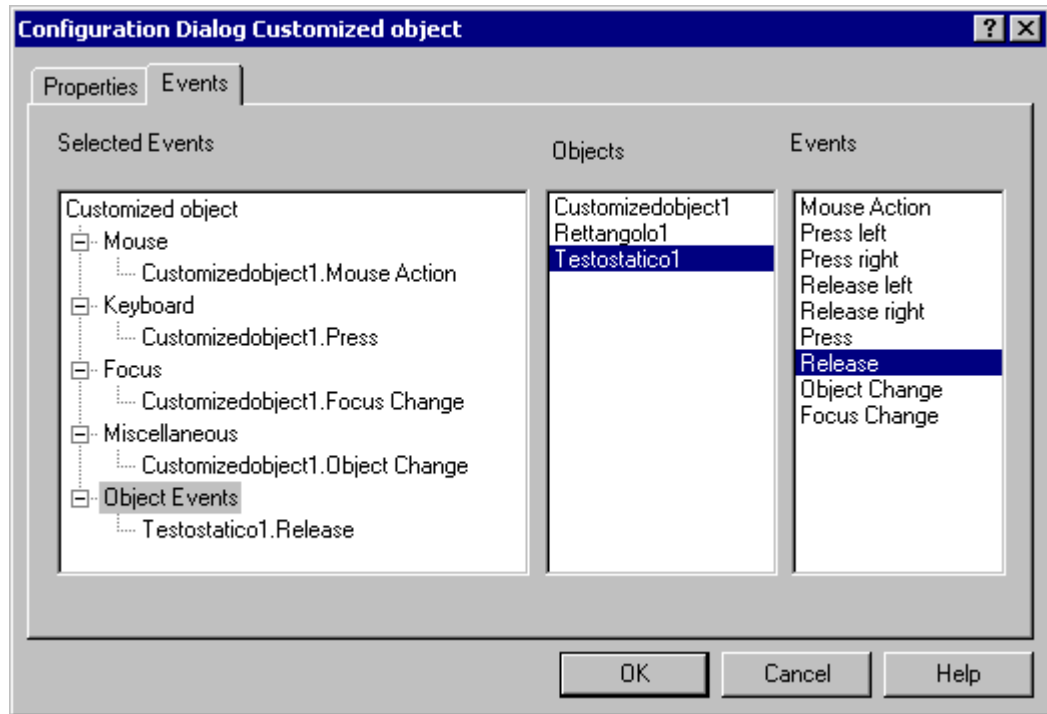 Configuration Dialog Customized object
Properties
Events
Selected Events
Customized object
Mouse
Customizedobject1.Mouse Action
Keyboard
Customizedobject1.Press
Focus
Customizedobject1.Focus Change
Miscellaneous
Customizedobject1.Object Change
Object Events
Testostatico1.Release
Objects
Customizedobject1
Rettangolo1
Testostatico1
Events
Mouse Action
Press left
Press right
Release left
Release right
Press
Release
Object Change
Focus Change
OK
Cancel
Help